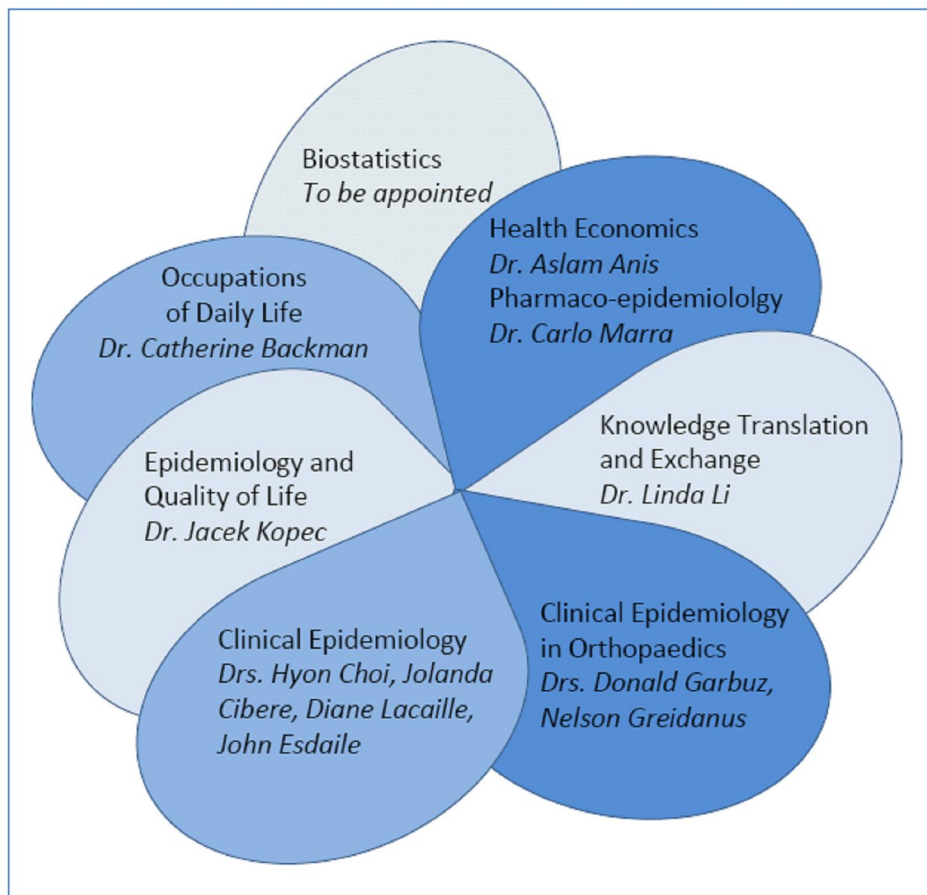 Biostatistics
To be appointed
Health Economics
Dr. Aslam Anis
Pharmaco-epidemiololgy
Dr. Carlo Marra
Occupations
of Daily Life
Dr. Catherine Backman
Knowledge Translation
and Exchange
Dr. Linda Li
Epidemiology and
Quality of Life
Dr. Jacek Kopec
Clinical Epidemiology
Drs. Hyon Choi, Jolanda
Cibere, Diane Lacaille,
John Esdaile
Clinical Epidemiology
in Orthopaedics
Drs. Donald Garbuz,
Nelson Greidanus